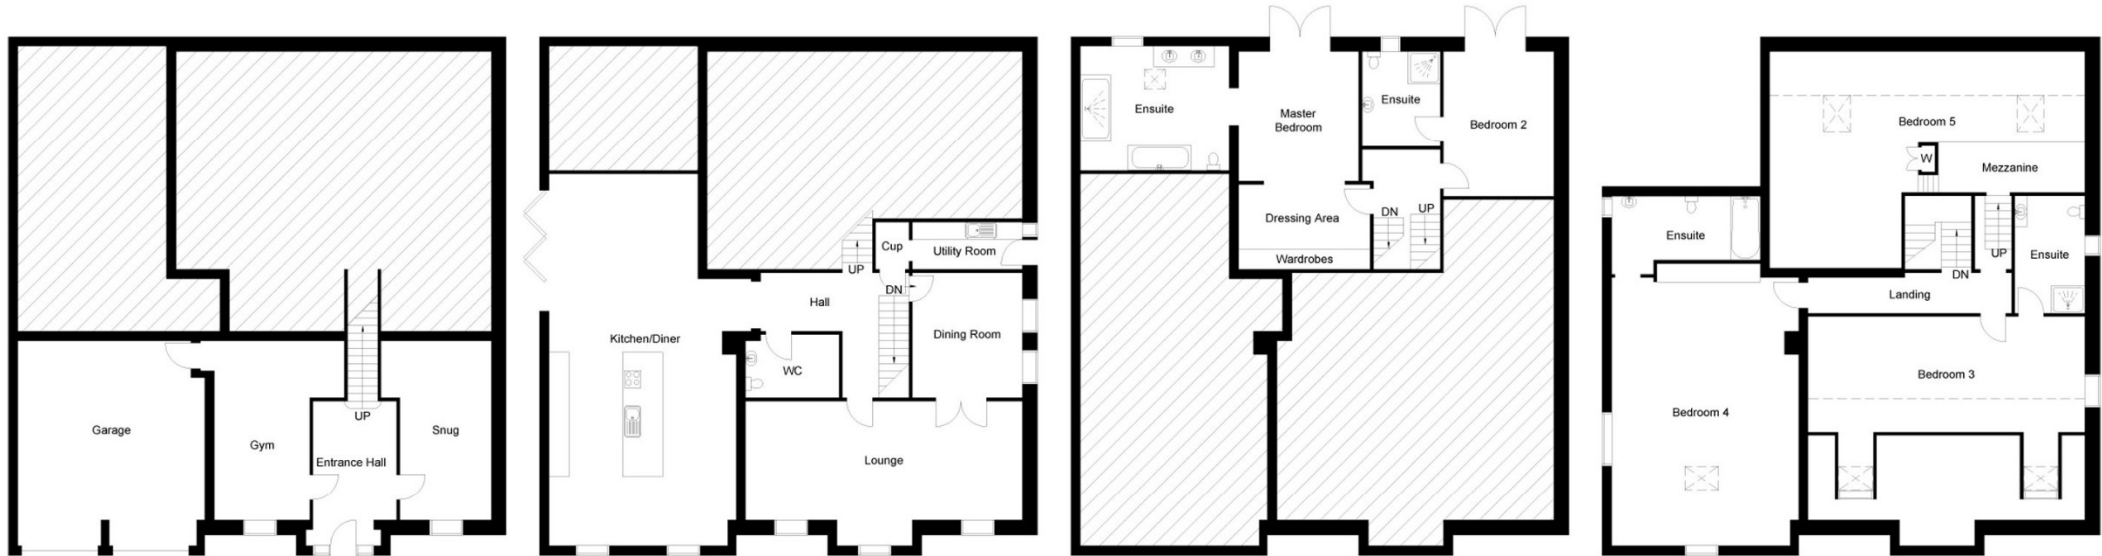 Garage
Gym
UP
Entrance Hall
Snug
Kitchen/Diner
Hall
UP
Cup
Utility Room
DN
Dining Room
WC
Lounge
Ensuite
Master
Bedroom
Ensuite
Bedroom 2
Dressing Area
DN
UP
Wardrobes
Bedroom 5
W
Mezzanine
Ensuite
UP
DN
Ensuite
Landing
Bedroom 3
Bedroom 4